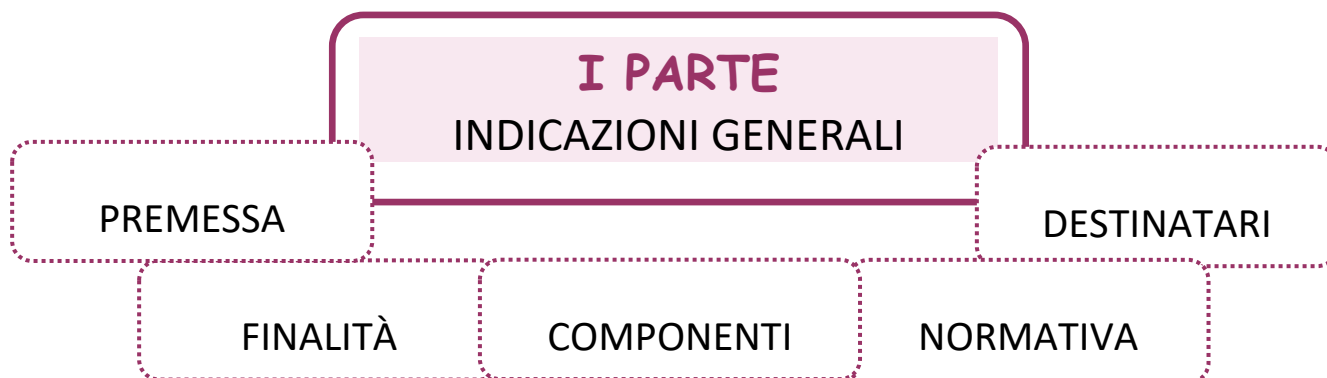 I PARTE
INDICAZIONI GENERALI
PREMESSA
DESTINATARI
FINALITÀ
COMPONENTI
NORMATIVA